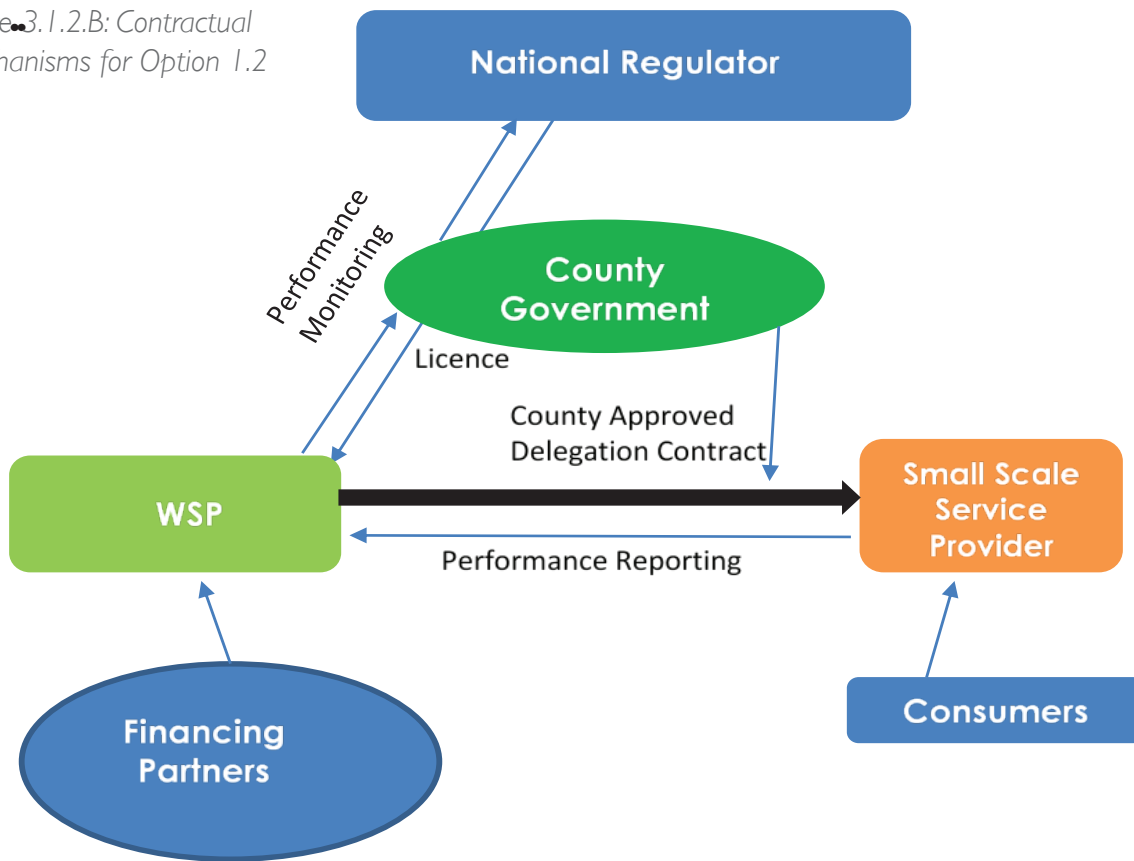 e 3.1.2.B: Contractual
hanisms for Option 1.2
National Regulator
Performance
Monitoring
County
Government
Licence
County Approved
Delegation Contract
WSP
Small Scale
Service
Provider
Performance Reporting
Financing
Partners
Consumers